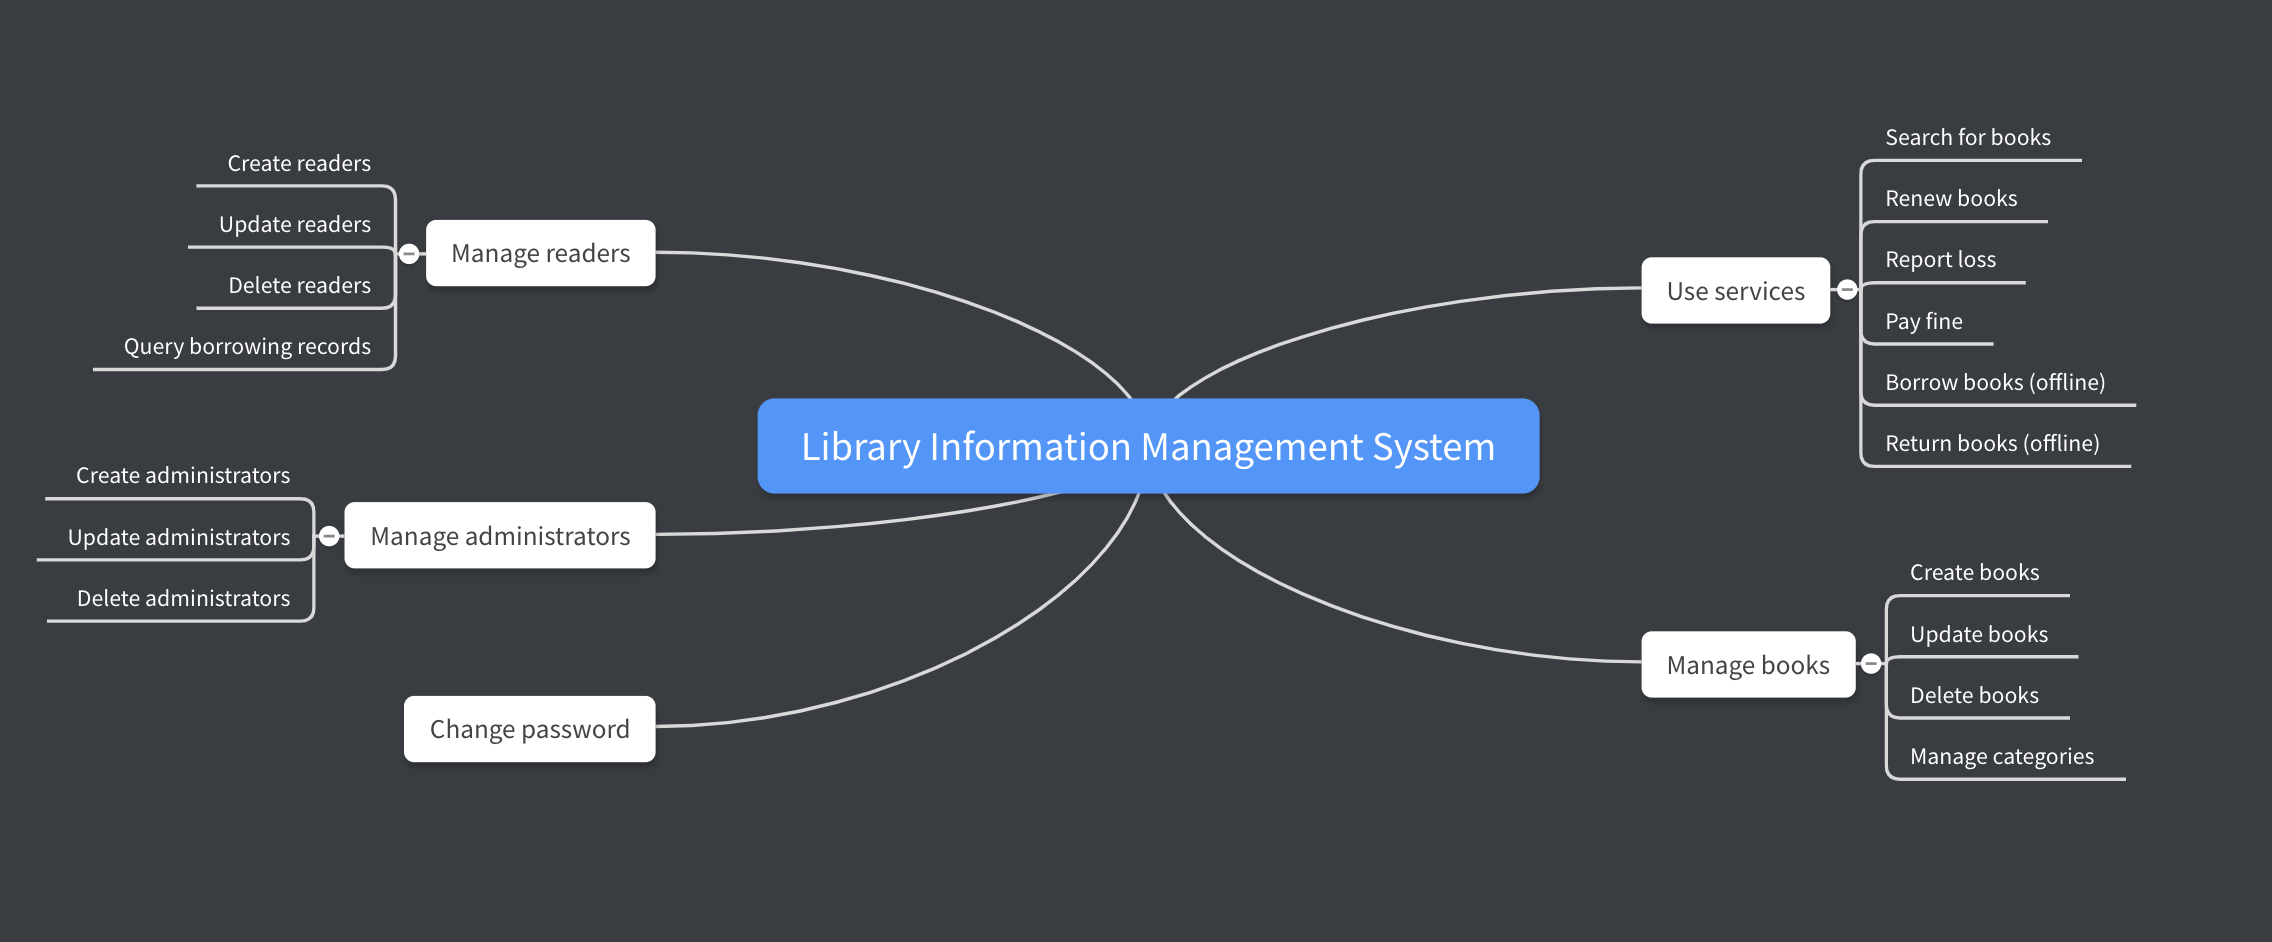 Library Information Management System
Manage readers
Create readers
Update readers
Delete readers
Query borrowing records
Manage administrators
Create administrators
Update administrators
Delete administrators
Change password
Use services
Search for books
Renew books
Report loss
Pay fine
Borrow books (offline)
Return books (offline)
Manage books
Create books
Update books
Delete books
Manage categories